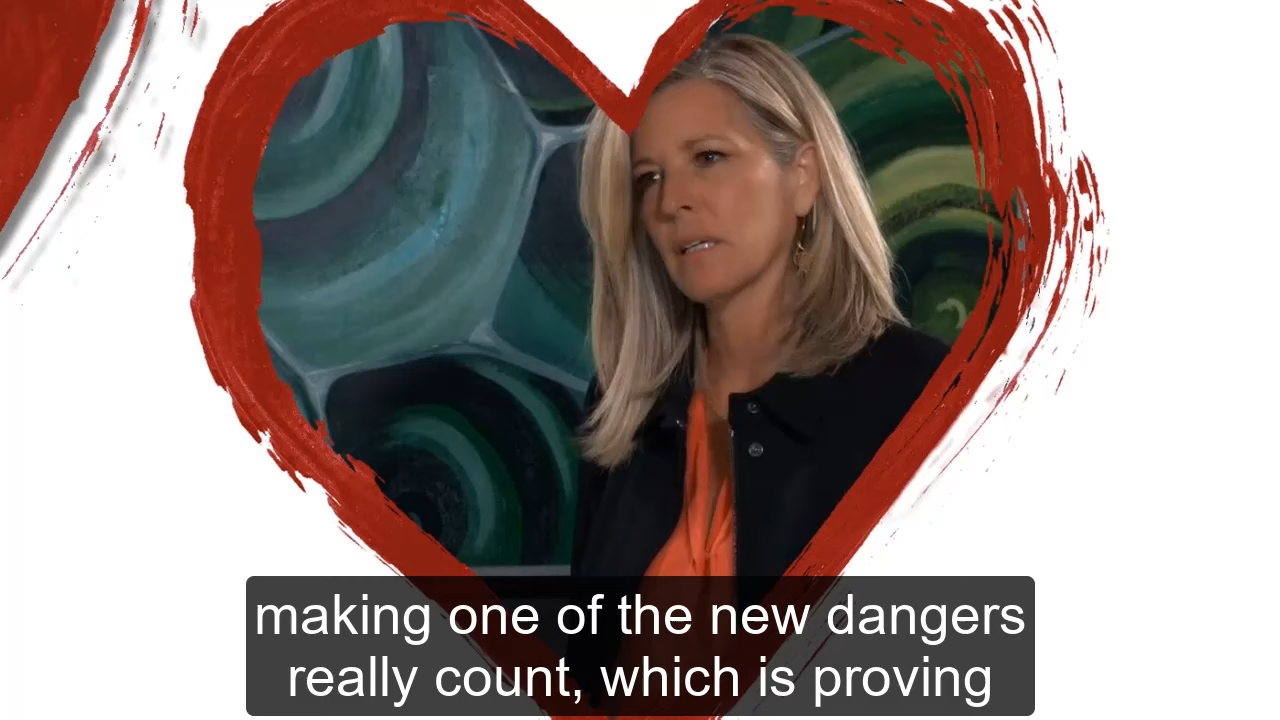 making one of the new dangers
really count, which is proving